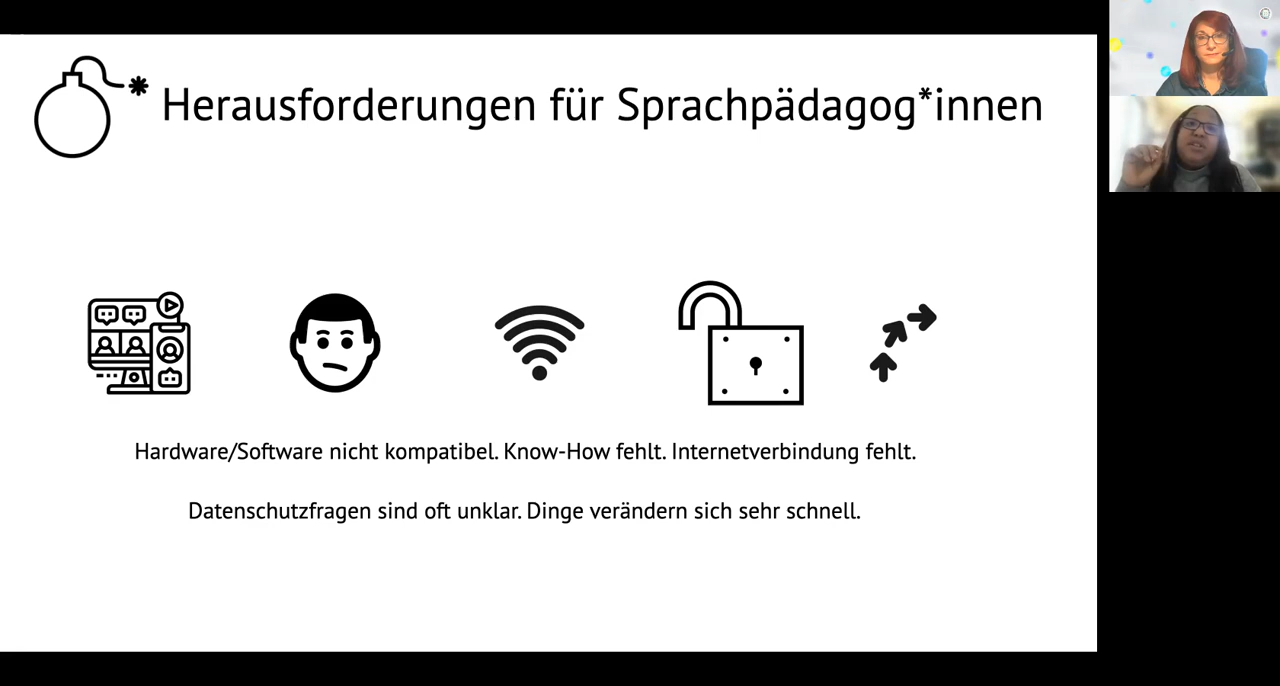 Herausforderungen für Sprachpädagog*innen
Hardware/Software nicht kompatibel. Know-How fehlt. Internetverbindung fehlt.
Datenschutzfragen sind oft unklar. Dinge verändern sich sehr schnell.